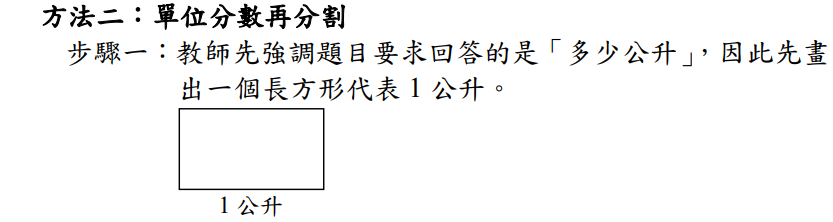 方法二：單位分數再分割
步驟一：教師先強調題目要求回答的是「多少公升」，因此先畫
出一個長方形代表 1 公升。
1 公升